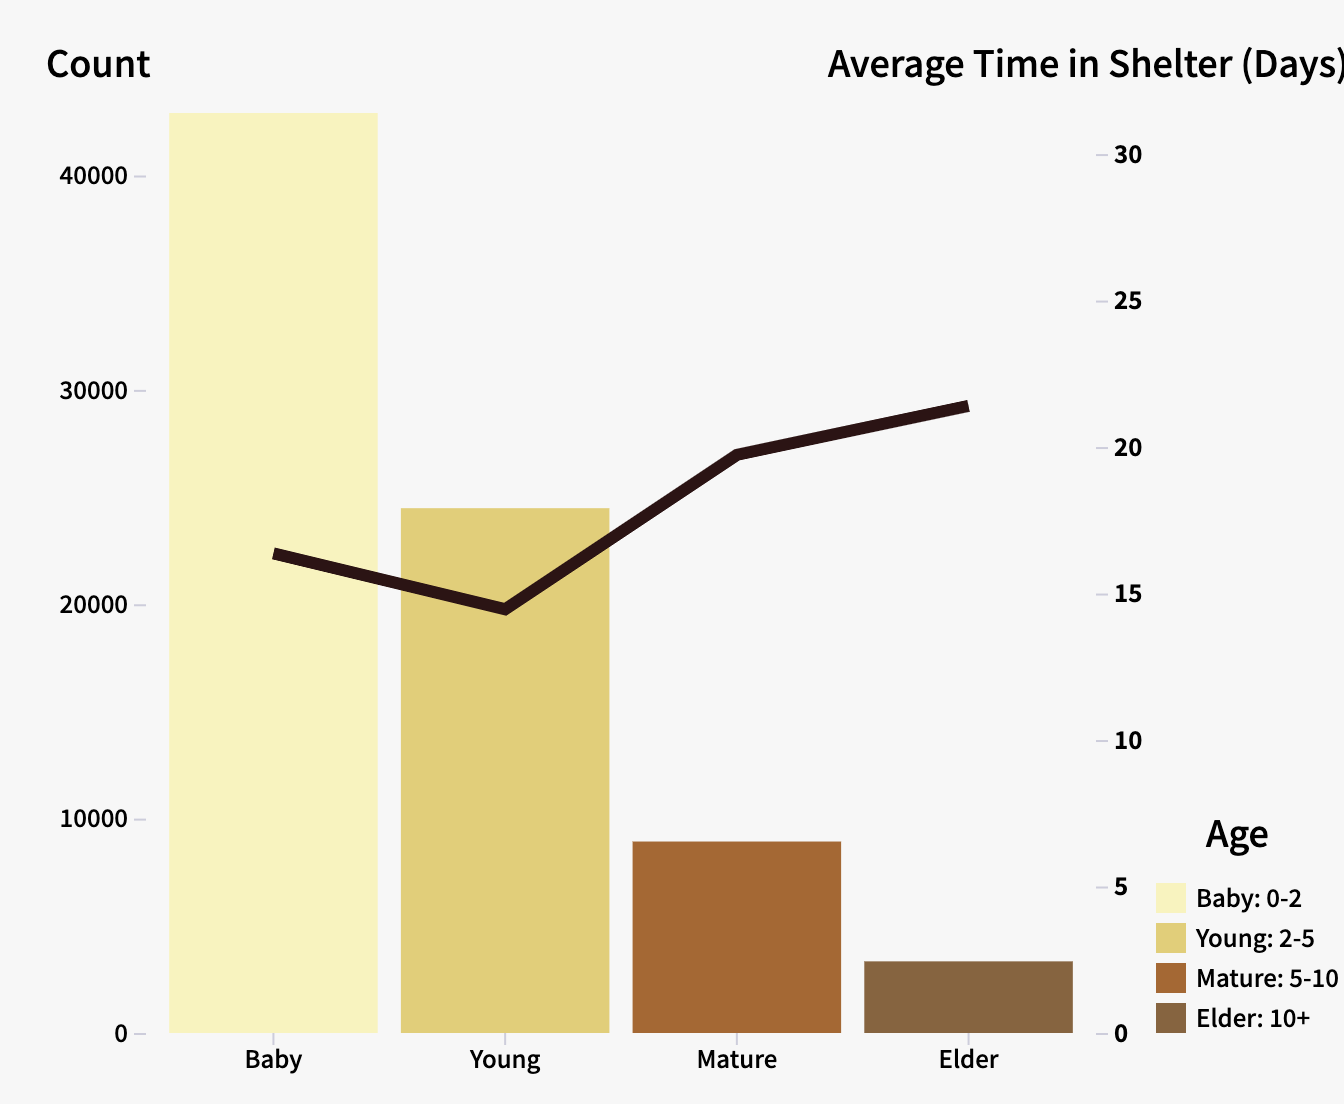 Count
Average Time in Shelter (Days)
40000
30000
20000
10000
0
30
25
20
15
10
5
0
Baby
Young
Mature
Elder
Age
Baby: 0-2
Young: 2-5
Mature: 5-10
Elder: 10+